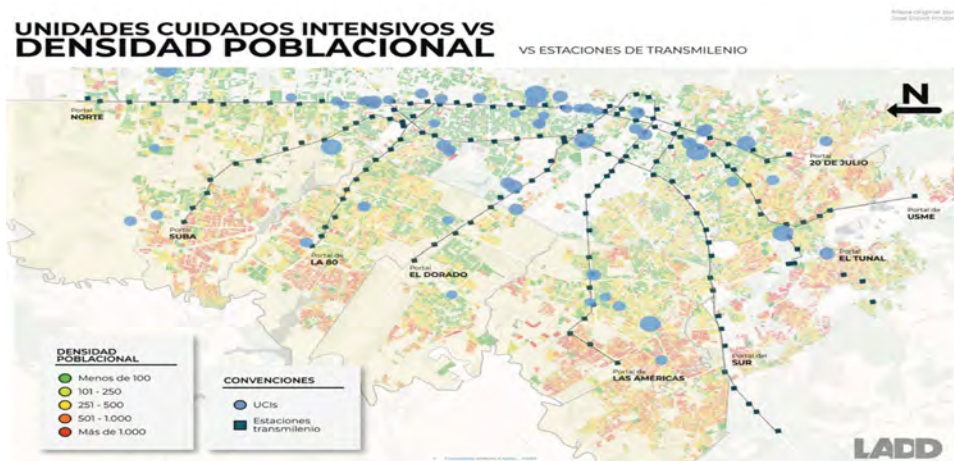 Mapa original por:
UNIDADES CUIDADOS INTENSIVOS VS
DENSIDAD POBLACIONAL
VS ESTACIONES DE TRANSMILENIO
N
Portal
NORTE
Portal
20 DE JULIO
Portal de
USME
Portal
SUBA
Portal de
LA 80
Portal
EL DORADO
Portal
EL TUNAL
Portal del
SUR
Portal de
LAS AMÉRICAS
DENSIDAD
POBLACIONAL
Menos de 100
101 - 250
251 - 500
501 - 1.000
Más de 1.000
CONVENCIONES
UCIs
Estaciones
transmilenio
LADD